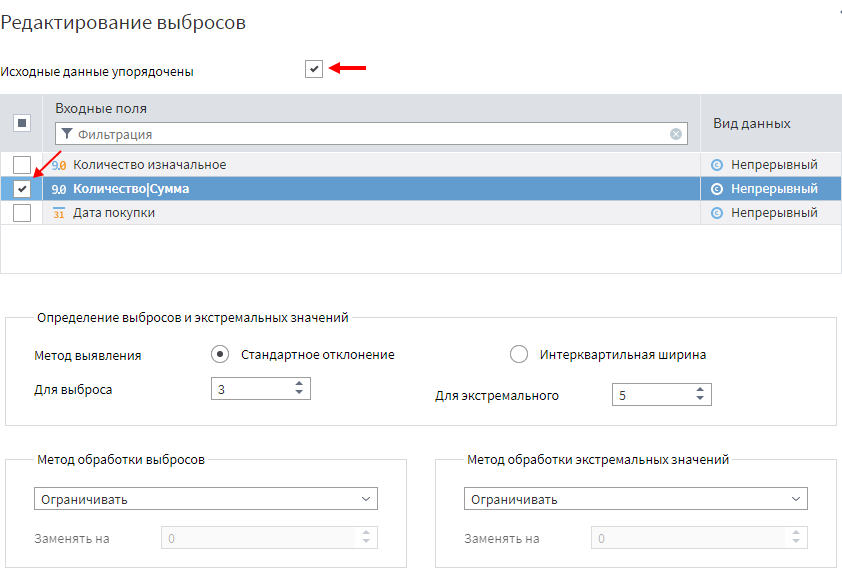 Редактирование выбросов
Исходные данные упорядочены
Входные поля
Фильтрация
Вид данных
9.0 Количество изначальное Непрерывный
9.0 Количество|Сумма Непрерывный
31 Дата покупки Непрерывный
Определение выбросов и экстремальных значений
Метод выявления Стандартное отклонение Интерквартильная ширина
Для выброса 3 Для экстремального 5
Метод обработки выбросов Метод обработки экстремальных значений
Ограничивать Ограничивать
Заменять на 0 Заменять на 0